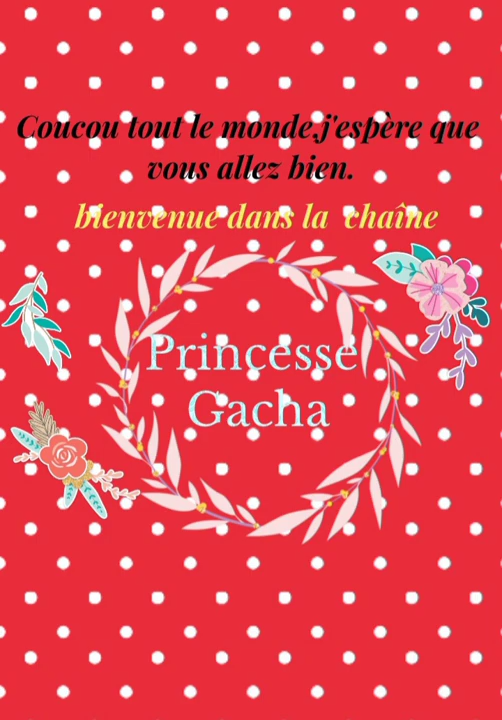 Coucou tout le monde,j'espère que
vous allez bien.
bienvenue dans la chaîne
Princesse
Gacha